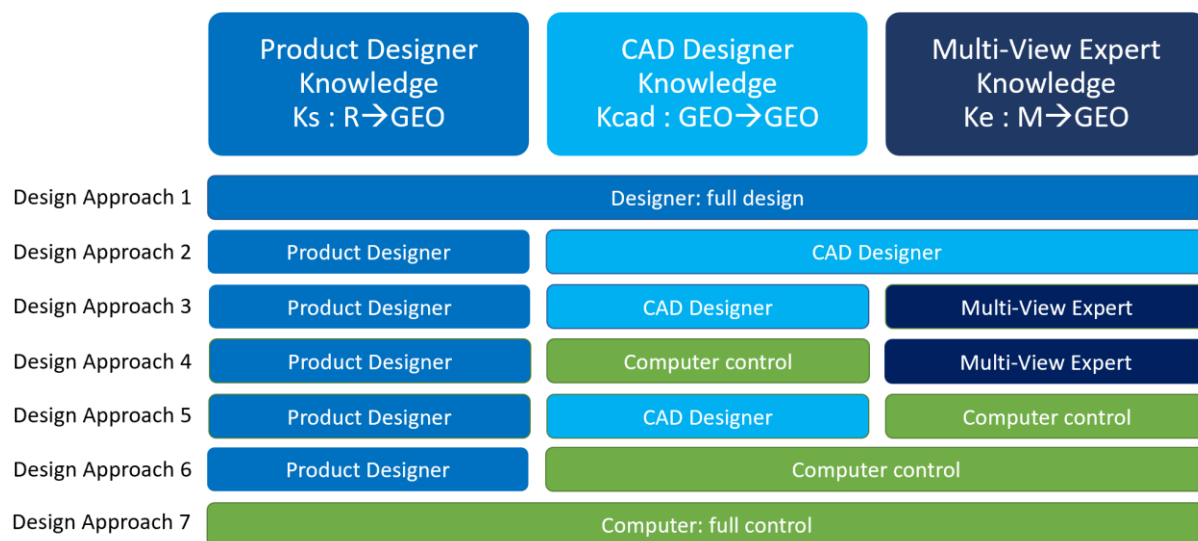 Product Designer
Knowledge
Ks : R→GEO
CAD Designer
Knowledge
Kcad : GEO→GEO
Multi-View Expert
Knowledge
Ke : M→GEO
Design Approach 1
Designer: full design
Design Approach 2
Product Designer
CAD Designer
Design Approach 3
Product Designer
CAD Designer
Multi-View Expert
Design Approach 4
Product Designer
Computer control
Multi-View Expert
Design Approach 5
Product Designer
CAD Designer
Computer control
Design Approach 6
Product Designer
Computer control
Design Approach 7
Computer: full control